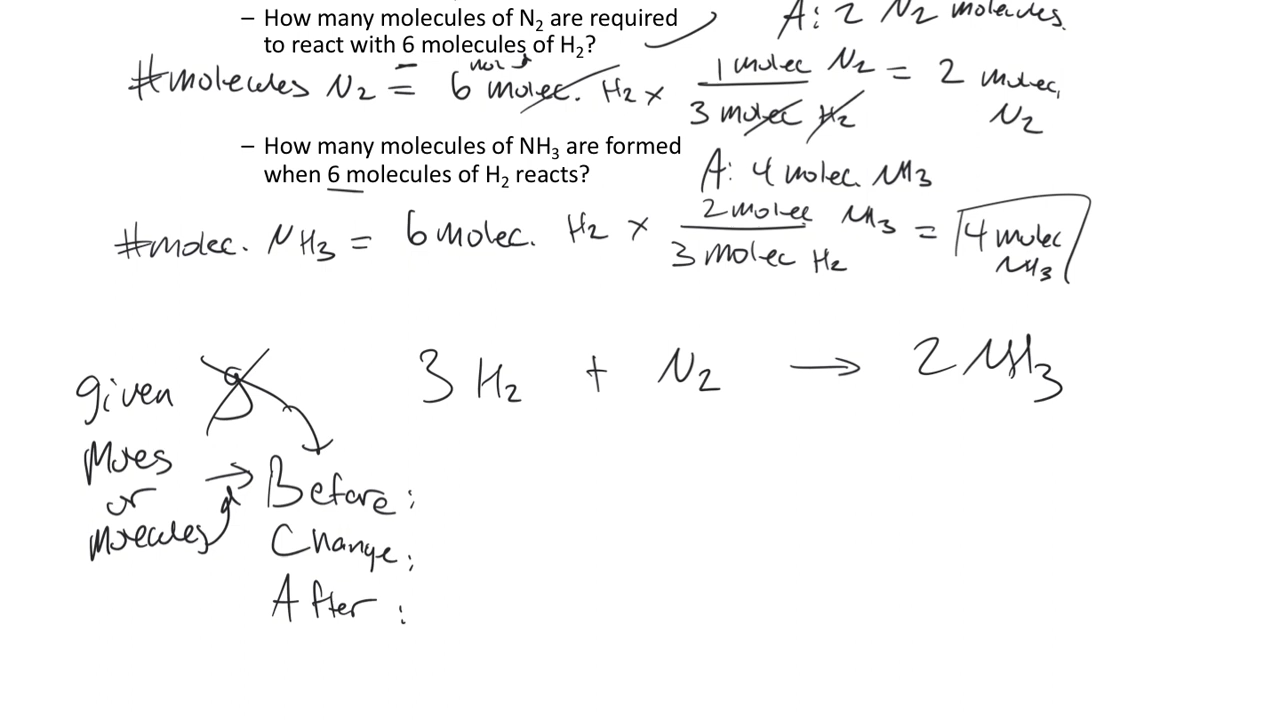 – How many molecules of N₂ are required
to react with 6 molecules of H₂?
A: 2 N₂ molecules.
#molecules N₂ = 6 molec. H₂ × 1 molec N₂ / 3 molec H₂ = 2 molec, N₂
– How many molecules of NH₃ are formed
when 6 molecules of H₂ reacts?
A: 4 molec. NH₃
#molec. NH₃ = 6 molec. H₂ × 2 molec NH₃ / 3 molec H₂ = 4 molec NH₃
3 H₂ + N₂ → 2 NH₃
given g
moles
or
molecules
→ Before:
Change:
After: